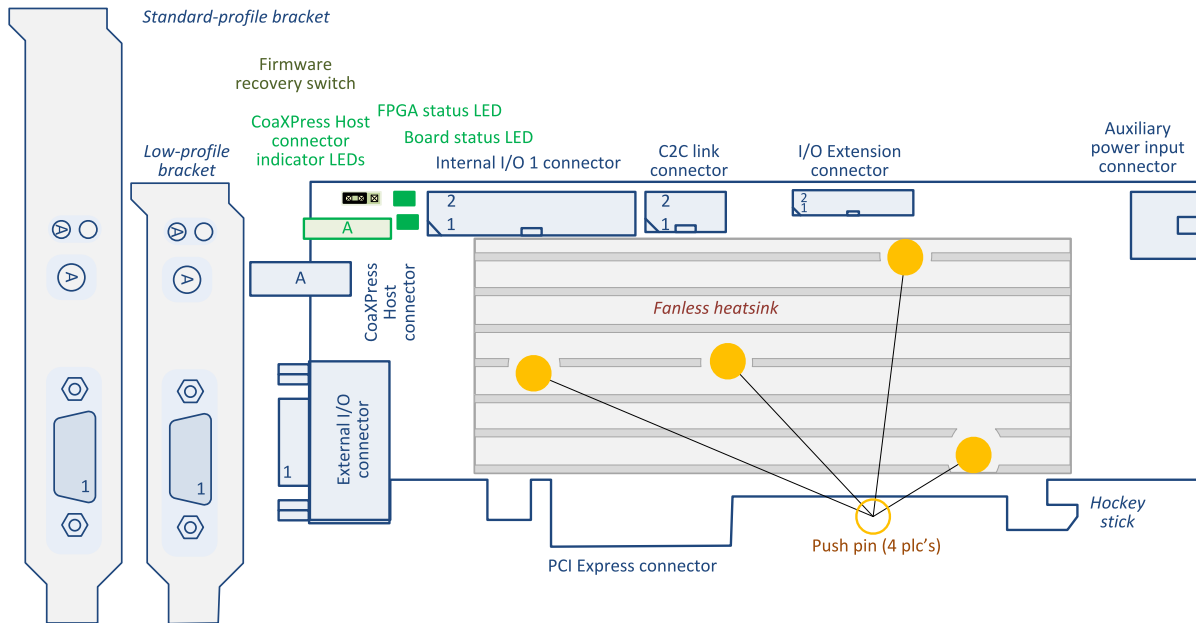 Standard-profile bracket
Firmware
recovery switch
FPGA status LED
CoaXPress Host
connector
indicator LEDs
Board status LED
Low-profile
bracket
Internal I/O 1 connector
C2C link
connector
I/O Extension
connector
Auxiliary
power input
connector
2
1
2
1
2
1
A
A
A
A
A
A
CoaXPress
Host
connector
Fanless heatsink
External I/O
connector
1
1
1
Hockey
stick
Push pin (4 plc's)
PCI Express connector